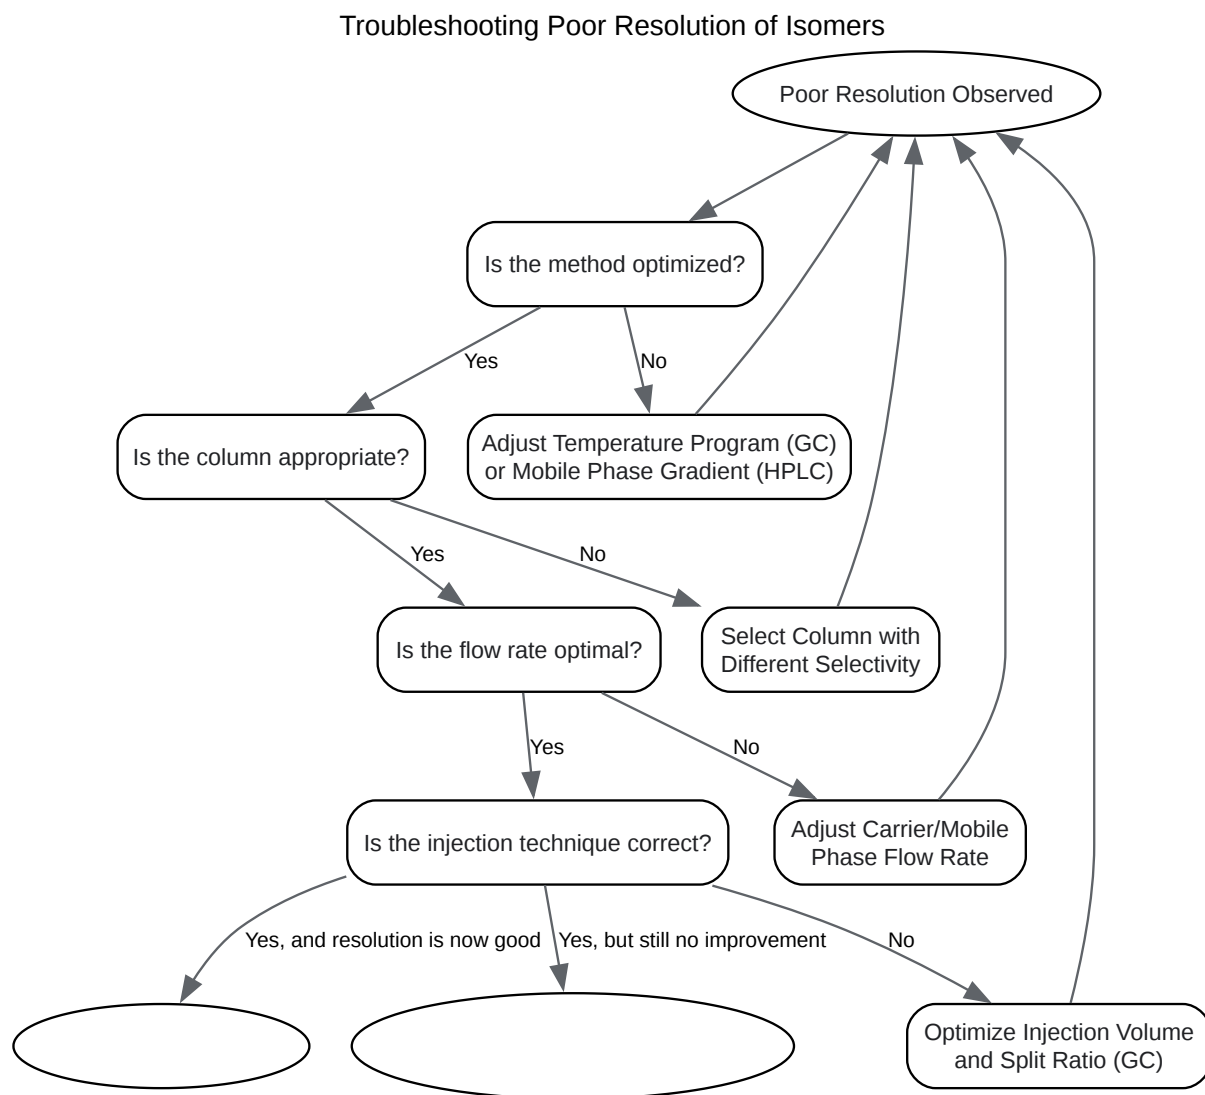 Troubleshooting Poor Resolution of Isomers
Poor Resolution Observed
Is the method optimized?
Yes
No
Is the column appropriate?
Adjust Temperature Program (GC)
or Mobile Phase Gradient (HPLC)
Yes
No
Is the flow rate optimal?
Select Column with
Different Selectivity
Yes
No
Is the injection technique correct?
Adjust Carrier/Mobile
Phase Flow Rate
Yes, and resolution is now good
Yes, but still no improvement
No
Optimize Injection Volume
and Split Ratio (GC)